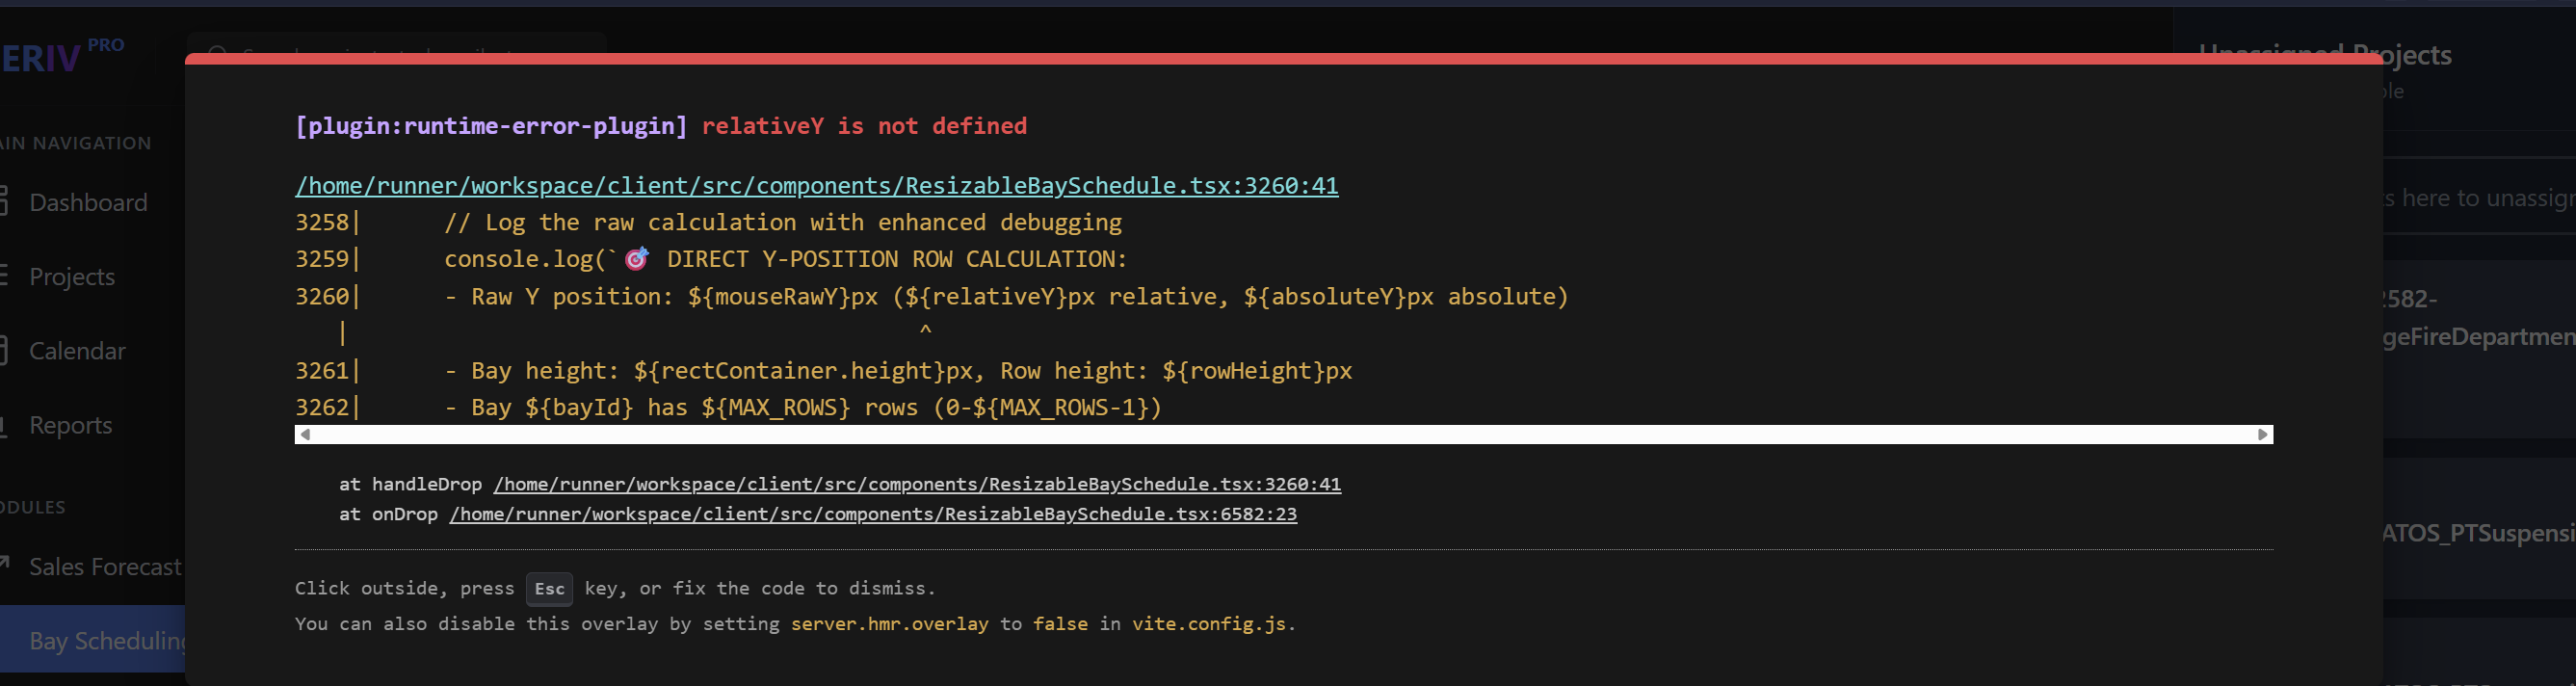 ERIV PRO
Unassigned Projects
[plugin:runtime-error-plugin] relativeY is not defined
AIN NAVIGATION
/home/runner/workspace/client/src/components/ResizableBaySchedule.tsx:3260:41
Dashboard
s here to unassign
3258|      // Log the raw calculation with enhanced debugging
3259|      console.log(`🎯 DIRECT Y-POSITION ROW CALCULATION:
Projects
3260|      - Raw Y position: ${mouseRawY}px (${relativeY}px relative, ${absoluteY}px absolute)
|                                         ^
2582-
geFireDepartmen
Calendar
3261|      - Bay height: ${rectContainer.height}px, Row height: ${rowHeight}px
3262|      - Bay ${bayId} has ${MAX_ROWS} rows (0-${MAX_ROWS-1})
Reports
at handleDrop /home/runner/workspace/client/src/components/ResizableBaySchedule.tsx:3260:41
at onDrop /home/runner/workspace/client/src/components/ResizableBaySchedule.tsx:6582:23
ODULES
ATOS_PTSuspensi
Sales Forecast
Click outside, press Esc key, or fix the code to dismiss.
You can also disable this overlay by setting server.hmr.overlay to false in vite.config.js.
Bay Scheduling